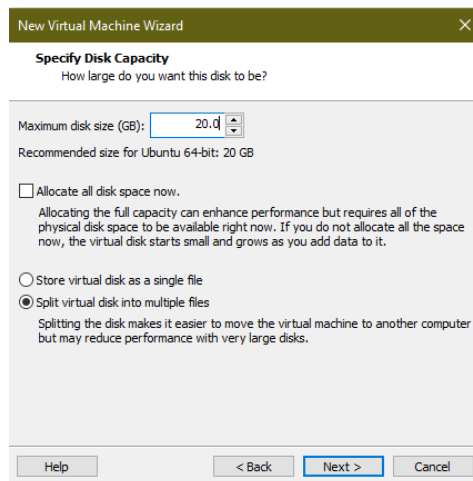 New Virtual Machine Wizard
Specify Disk Capacity
How large do you want this disk to be?
Maximum disk size (GB): 20.0
Recommended size for Ubuntu 64-bit: 20 GB
Allocate all disk space now.
Allocating the full capacity can enhance performance but requires all of the
physical disk space to be available right now. If you do not allocate all the space
now, the virtual disk starts small and grows as you add data to it.
Store virtual disk as a single file
Split virtual disk into multiple files
Splitting the disk makes it easier to move the virtual machine to another computer
but may reduce performance with very large disks.
Help < Back Next > Cancel